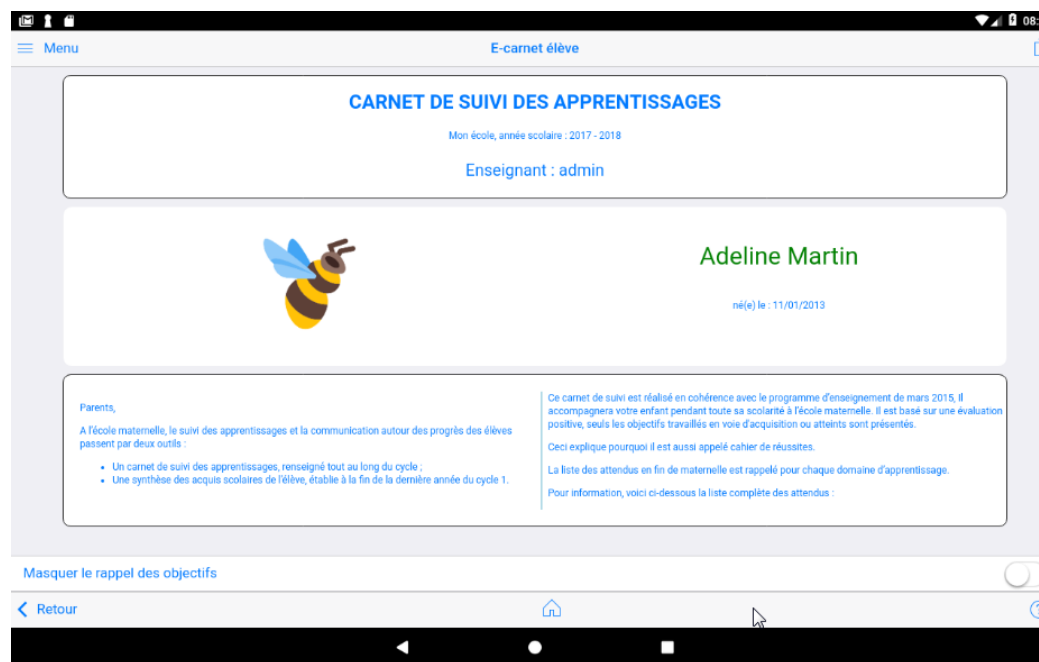 08:
Menu
E-carnet élève
CARNET DE SUIVI DES APPRENTISSAGES
Mon école, année scolaire : 2017 - 2018
Enseignant : admin
Adeline Martin
né(e) le : 11/01/2013
Parents,
A l'école maternelle, le suivi des apprentissages et la communication autour des progrès des élèves
passent par deux outils :
• Un carnet de suivi des apprentissages, renseigné tout au long du cycle ;
• Une synthèse des acquis scolaires de l'élève, établie à la fin de la dernière année du cycle 1.
Ce carnet de suivi est réalisé en cohérence avec le programme d'enseignement de mars 2015, Il
accompagnera votre enfant pendant toute sa scolarité à l'école maternelle. Il est basé sur une évaluation
positive, seuls les objectifs travaillés en voie d'acquisition ou atteints sont présentés.
Ceci explique pourquoi il est aussi appelé cahier de réussites.
La liste des attendus en fin de maternelle est rappelé pour chaque domaine d'apprentissage.
Pour information, voici ci-dessous la liste complète des attendus :
Masquer le rappel des objectifs
Retour